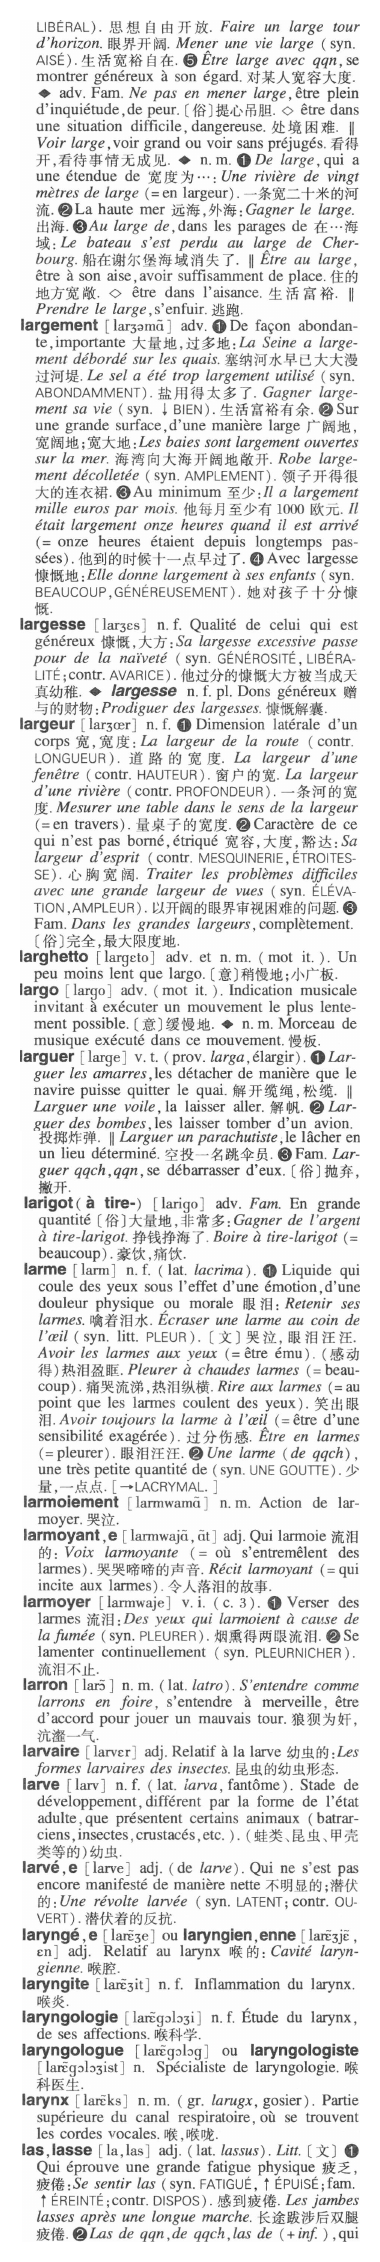 LIBÉRAL). 思想自由开放. Faire un large tour
d'horizon. 眼界开阔. Mener une vie large (syn.
AISÉ). 生活宽裕自在. ❺ Être large avec qqn, se
montrer généreux à son égard. 对某人宽容大度.
◆ adv. Fam. Ne pas en mener large, être plein
d'inquiétude, de peur. [俗]提心吊胆. ◇ être dans
une situation difficile, dangereuse. 处境困难. ‖
Voir large, voir grand ou voir sans préjugés. 看得
开,看待事情无成见. ◆ n. m. ❶ De large, qui a
une étendue de 宽度为…: Une rivière de vingt
mètres de large (= en largeur). 一条宽二十米的河
流. ❷ La haute mer 远海,外海: Gagner le large.
出海. ❸ Au large de, dans les parages de 在…海
域: Le bateau s'est perdu au large de Cher-
bourg. 船在谢尔堡海域消失了. ‖ Être au large,
être à son aise, avoir suffisamment de place. 住的
地方宽敞. ◇ être dans l'aisance. 生活富裕. ‖
Prendre le large, s'enfuir. 逃跑.
largement [larʒəmɑ̃] adv. ❶ De façon abondan-
te, importante 大量地,过多地: La Seine a large-
ment débordé sur les quais. 塞纳河水早已大大漫
过河堤. Le sel a été trop largement utilisé (syn.
ABONDAMMENT). 盐用得太多了. Gagner large-
ment sa vie (syn. ↓ BIEN). 生活富裕有余. ❷ Sur
une grande surface, d'une manière large 广阔地,
宽阔地;宽大地: Les baies sont largement ouvertes
sur la mer. 海湾向大海开阔地敞开. Robe large-
ment décolletée (syn. AMPLEMENT). 领子开得很
大的连衣裙. ❸ Au minimum 至少: Il a largement
mille euros par mois. 他每月至少有 1000 欧元. Il
était largement onze heures quand il est arrivé
(= onze heures étaient depuis longtemps pas-
sées). 他到的时候十一点早过了. ❹ Avec largesse
慷慨地: Elle donne largement à ses enfants (syn.
BEAUCOUP, GÉNÉREUSEMENT). 她对孩子十分慷
慨.
largesse [larʒɛs] n. f. Qualité de celui qui est
généreux 慷慨,大方: Sa largesse excessive passe
pour de la naïveté (syn. GÉNÉROSITÉ, LIBÉRA-
LITÉ; contr. AVARICE). 他过分的慷慨大方被当成天
真幼稚. ◆ largesse n. f. pl. Dons généreux 赠
与的财物: Prodiguer des largesses. 慷慨解囊.
largeur [larʒœr] n. f. ❶ Dimension latérale d'un
corps 宽,宽度: La largeur de la route (contr.
LONGUEUR). 道路的宽度. La largeur d'une
fenêtre (contr. HAUTEUR). 窗户的宽. La largeur
d'une rivière (contr. PROFONDEUR). 一条河的宽
度. Mesurer une table dans le sens de la largeur
(= en travers). 量桌子的宽度. ❷ Caractère de ce
qui n'est pas borné, étriqué 宽容,大度,豁达: Sa
largeur d'esprit (contr. MESQUINERIE, ÉTROITES-
SE). 心胸宽阔. Traiter les problèmes difficiles
avec une grande largeur de vues (syn. ÉLÉVA-
TION, AMPLEUR). 以开阔的眼界审视困难的问题. ❸
Fam. Dans les grandes largeurs, complètement.
[俗]完全,最大限度地.
larghetto [largɛto] adv. et n. m. (mot it.). Un
peu moins lent que largo. [意]稍慢地;小广板.
largo [largo] adv. (mot it.). Indication musicale
invitant à exécuter un mouvement le plus lente-
ment possible. [意]缓慢地. ◆ n. m. Morceau de
musique exécuté dans ce mouvement. 慢板.
larguer [large] v. t. (prov. larga, élargir). ❶ Lar-
guer les amarres, les détacher de manière que le
navire puisse quitter le quai. 解开缆绳,松缆. ‖
Larguer une voile, la laisser aller. 解帆. ❷ Lar-
guer des bombes, les laisser tomber d'un avion.
投掷炸弹. ‖ Larguer un parachutiste, le lâcher en
un lieu déterminé. 空投一名跳伞员. ❸ Fam. Lar-
guer qqch, qqn, se débarrasser d'eux. [俗]抛弃,
撇开.
larigot (à tire-) [larigo] adv. Fam. En grande
quantité [俗]大量地,非常多: Gagner de l'argent
à tire-larigot. 挣钱挣海了. Boire à tire-larigot (=
beaucoup). 豪饮,痛饮.
larme [larm] n. f. (lat. lacrima). ❶ Liquide qui
coule des yeux sous l'effet d'une émotion, d'une
douleur physique ou morale 眼泪: Retenir ses
larmes. 噙着泪水. Écraser une larme au coin de
l'œil (syn. litt. PLEUR). [文]哭泣,眼泪汪汪.
Avoir les larmes aux yeux (= être ému). (感动
得)热泪盈眶. Pleurer à chaudes larmes (= beau-
coup). 痛哭流涕,热泪纵横. Rire aux larmes (= au
point que les larmes coulent des yeux). 笑出眼
泪. Avoir toujours la larme à l'œil (= être d'une
sensibilité exagérée). 过分伤感. Être en larmes
(= pleurer). 眼泪汪汪. ❷ Une larme (de qqch),
une très petite quantité de (syn. UNE GOUTTE). 少
量,一点点. [→LACRYMAL.]
larmoiement [larmwamɑ̃] n. m. Action de lar-
moyer. 哭泣.
larmoyant, e [larmwajɑ̃, ɑ̃t] adj. Qui larmoie 流泪
的: Voix larmoyante (= où s'entremêlent des
larmes). 哭哭啼啼的声音. Récit larmoyant (= qui
incite aux larmes). 令人落泪的故事.
larmoyer [larmwaje] v. i. (c. 3). ❶ Verser des
larmes 流泪: Des yeux qui larmoient à cause de
la fumée (syn. PLEURER). 烟熏得两眼流泪. ❷ Se
lamenter continuellement (syn. PLEURNICHER).
流泪不止.
larron [larɔ̃] n. m. (lat. latro). S'entendre comme
larrons en foire, s'entendre à merveille, être
d'accord pour jouer un mauvais tour. 狼狈为奸,
沆瀣一气.
larvaire [larvɛr] adj. Relatif à la larve 幼虫的: Les
formes larvaires des insectes. 昆虫的幼虫形态.
larve [larv] n. f. (lat. larva, fantôme). Stade de
développement, différent par la forme de l'état
adulte, que présentent certains animaux (batrar-
ciens, insectes, crustacés, etc.). (蛙类、昆虫、甲壳
类等的)幼虫.
larvé, e [larve] adj. (de larve). Qui ne s'est pas
encore manifesté de manière nette 不明显的;潜伏
的: Une révolte larvée (syn. LATENT; contr. OU-
VERT). 潜伏着的反抗.
laryngé, e [larɛ̃ʒe] ou laryngien, enne [larɛ̃ʒjɛ̃,
ɛn] adj. Relatif au larynx 喉的: Cavité laryn-
gienne. 喉腔.
laryngite [larɛ̃ʒit] n. f. Inflammation du larynx.
喉炎.
laryngologie [larɛ̃gɔlɔʒi] n. f. Étude du larynx,
de ses affections. 喉科学.
laryngologue [larɛ̃gɔlɔg] ou laryngologiste
[larɛ̃gɔlɔʒist] n. Spécialiste de laryngologie. 喉
科医生.
larynx [larɛ̃ks] n. m. (gr. larugx, gosier). Partie
supérieure du canal respiratoire, où se trouvent
les cordes vocales. 喉,喉咙.
las, lasse [la, las] adj. (lat. lassus). Litt. [文] ❶
Qui éprouve une grande fatigue physique 疲乏,
疲倦: Se sentir las (syn. FATIGUÉ, ↑ ÉPUISÉ; fam.
↑ ÉREINTÉ; contr. DISPOS). 感到疲倦. Les jambes
lasses après une longue marche. 长途跋涉后双腿
疲倦. ❷ Las de qqn, de qqch, las de (+ inf.), qui